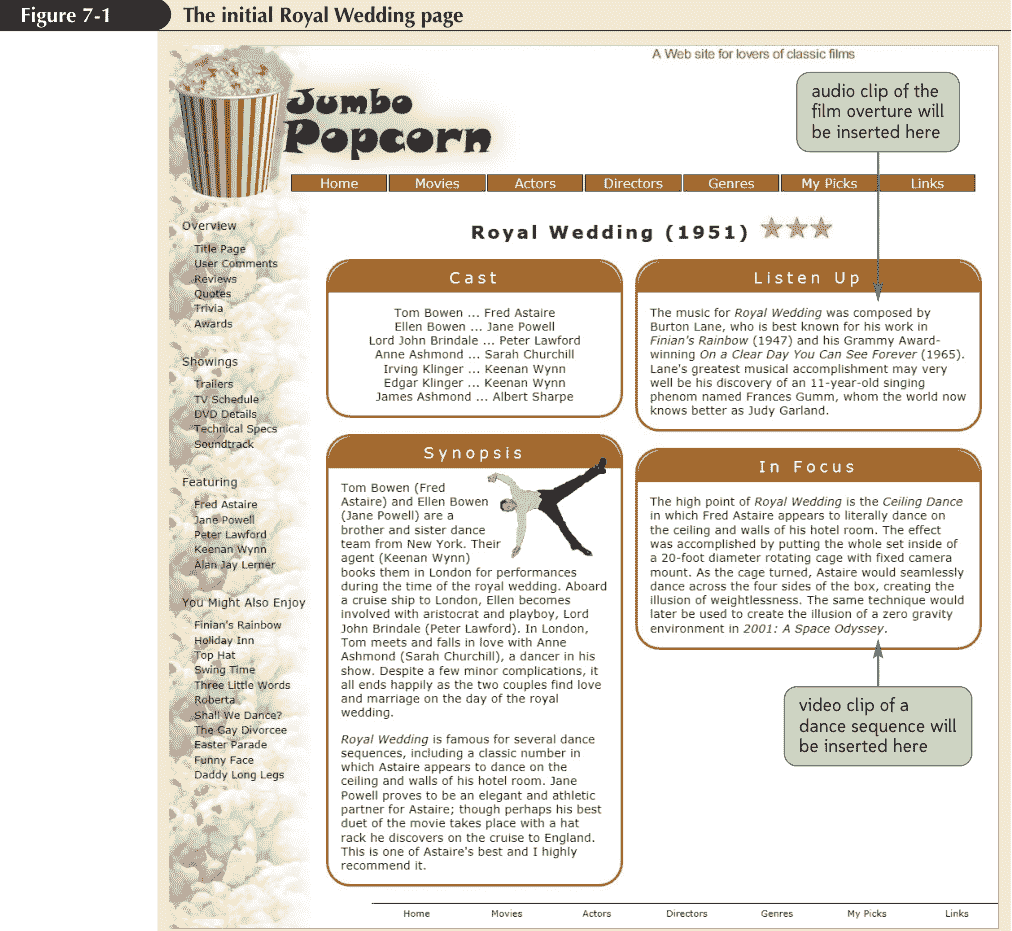 Figure 7-1
The initial Royal Wedding page
A Web site for lovers of classic films
Jumbo
Popcorn
audio clip of the
film overture will
be inserted here
Home Movies Actors Directors Genres My Picks Links
Overview
Title Page
User Comments
Reviews
Quotes
Trivia
Awards
Showings
Trailers
TV Schedule
DVD Details
Technical Specs
Soundtrack
Featuring
Fred Astaire
Jane Powell
Peter Lawford
Keenan Wynn
Alan Jay Lerner
You Might Also Enjoy
Finian's Rainbow
Holiday Inn
Top Hat
Swing Time
Three Little Words
Roberta
Shall We Dance?
The Gay Divorcee
Easter Parade
Funny Face
Daddy Long Legs
Royal Wedding (1951)
Cast
Tom Bowen ... Fred Astaire
Ellen Bowen ... Jane Powell
Lord John Brindale ... Peter Lawford
Anne Ashmond ... Sarah Churchill
Irving Klinger ... Keenan Wynn
Edgar Klinger ... Keenan Wynn
James Ashmond ... Albert Sharpe
Synopsis
Tom Bowen (Fred
Astaire) and Ellen Bowen
(Jane Powell) are a
brother and sister dance
team from New York. Their
agent (Keenan Wynn)
books them in London for performances
during the time of the royal wedding. Aboard
a cruise ship to London, Ellen becomes
involved with aristocrat and playboy, Lord
John Brindale (Peter Lawford). In London,
Tom meets and falls in love with Anne
Ashmond (Sarah Churchill), a dancer in his
show. Despite a few minor complications, it
all ends happily as the two couples find love
and marriage on the day of the royal
wedding.
Royal Wedding is famous for several dance
sequences, including a classic number in
which Astaire appears to dance on the
ceiling and walls of his hotel room. Jane
Powell proves to be an elegant and athletic
partner for Astaire; though perhaps his best
duet of the movie takes place with a hat
rack he discovers on the cruise to England.
This is one of Astaire's best and I highly
recommend it.
Listen Up
The music for Royal Wedding was composed by
Burton Lane, who is best known for his work in
Finian's Rainbow (1947) and his Grammy Award-
winning On a Clear Day You Can See Forever (1965).
Lane's greatest musical accomplishment may very
well be his discovery of an 11-year-old singing
phenom named Frances Gumm, whom the world now
knows better as Judy Garland.
In Focus
The high point of Royal Wedding is the Ceiling Dance
in which Fred Astaire appears to literally dance on
the ceiling and walls of his hotel room. The effect
was accomplished by putting the whole set inside of
a 20-foot diameter rotating cage with fixed camera
mount. As the cage turned, Astaire would seamlessly
dance across the four sides of the box, creating the
illusion of weightlessness. The same technique would
later be used to create the illusion of a zero gravity
environment in 2001: A Space Odyssey.
video clip of a
dance sequence will
be inserted here
Home Movies Actors Directors Genres My Picks Links